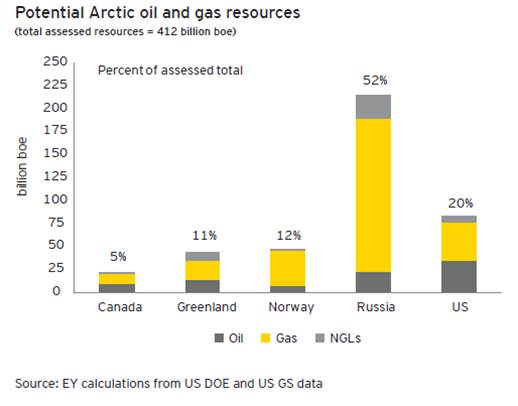 Potential Arctic oil and gas resources
(total assessed resources = 412 billion boe)
Percent of assessed total
billion boe
250
225
200
175
150
125
100
75
50
25
0
5%
11%
12%
52%
20%
Canada
Greenland
Norway
Russia
US
Oil
Gas
NGLs
Source: EY calculations from US DOE and US GS data